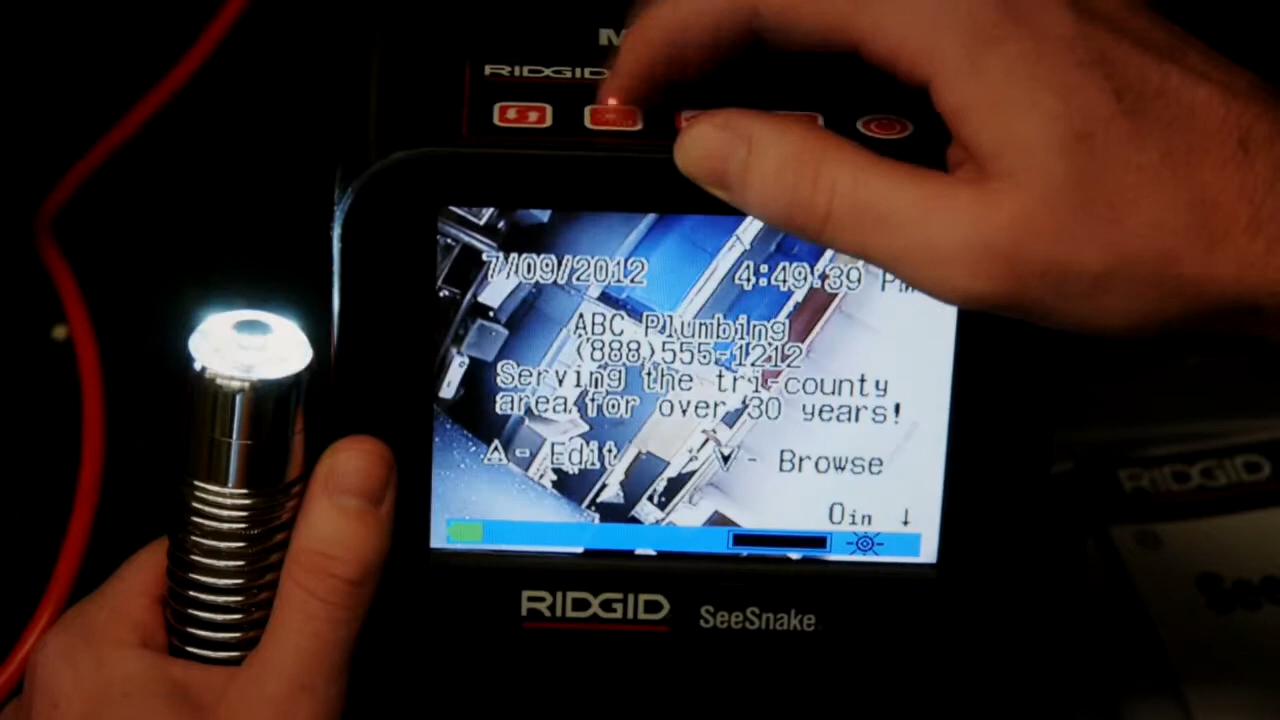 RIDGID
7/09/2012 4:49:39 PM
ABC Plumbing
(888)555-1212
Serving the tri-county
area for over 30 years!
△- Edit ▽- Browse
0in ↓
RIDGID SeeSnake
RIDGID